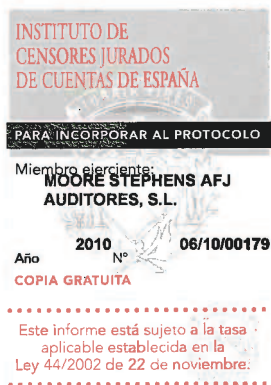 INSTITUTO DE
CENSORES JURADOS
DE CUENTAS DE ESPAÑA
PARA INCORPORAR AL PROTOCOLO
Miembro ejerciente:
MOORE STEPHENS AFJ
AUDITORES, S.L.
Año 2010 Nº 06/10/00179
COPIA GRATUITA
Este informe está sujeto a la tasa
aplicable establecida en la
Ley 44/2002 de 22 de noviembre.